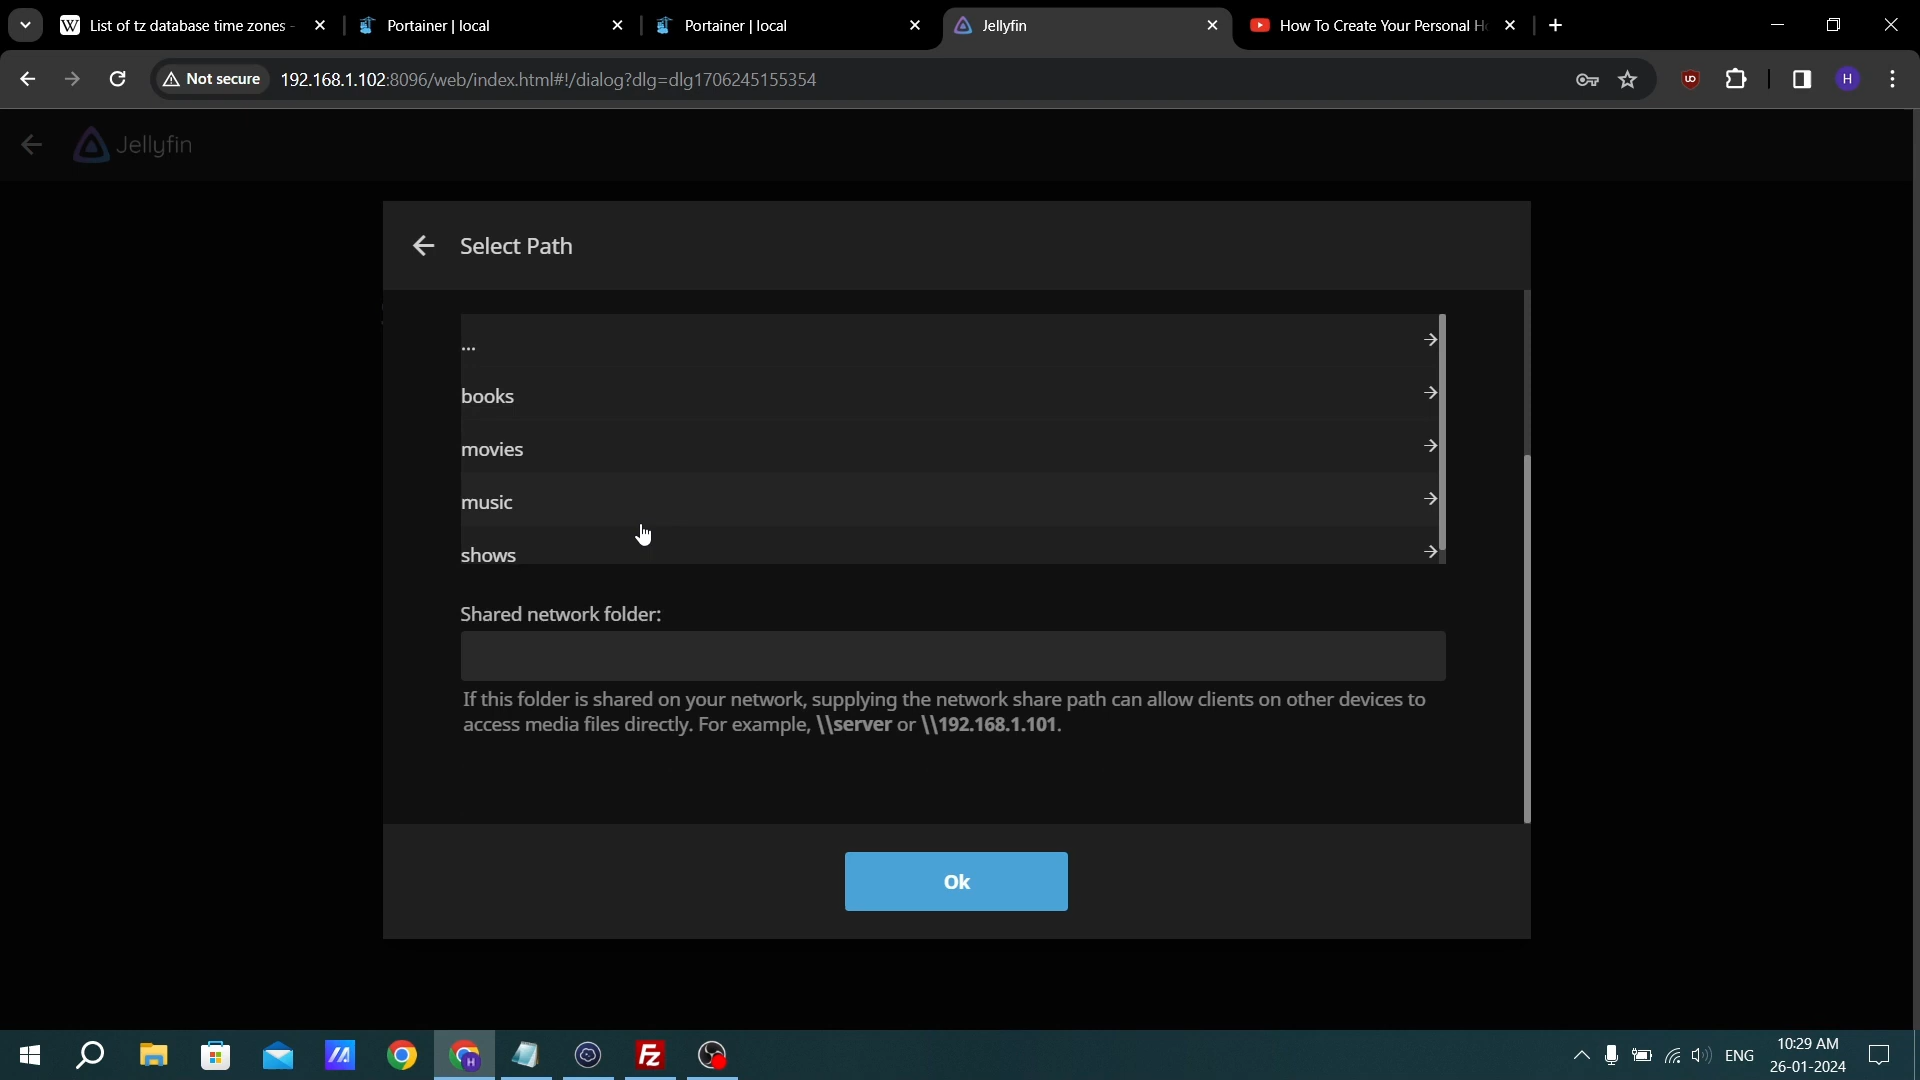 List of tz database time zones -
Portainer | local
Portainer | local
Jellyfin
How To Create Your Personal H
Not secure
192.168.1.102:8096/web/index.html#!/dialog?dlg=dlg1706245155354
H
Jellyfin
Select Path
...
books
movies
music
shows
Shared network folder:
If this folder is shared on your network, supplying the network share path can allow clients on other devices to
access media files directly. For example, \\server or \\192.168.1.101.
Ok
ENG
10:29 AM
26-01-2024